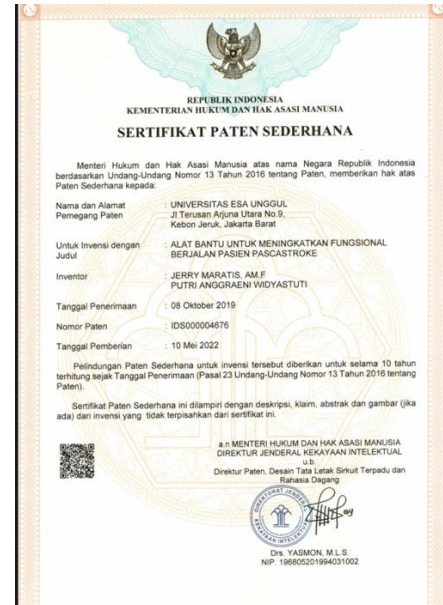 REPUBLIK INDONESIA
KEMENTERIAN HUKUM DAN HAK ASASI MANUSIA
SERTIFIKAT PATEN SEDERHANA
Menteri Hukum dan Hak Asasi Manusia atas nama Negara Republik Indonesia
berdasarkan Undang-Undang Nomor 13 Tahun 2016 tentang Paten, memberikan hak atas
Paten Sederhana kepada:
Nama dan Alamat : UNIVERSITAS ESA UNGGUL
Pemegang Paten Jl Terusan Arjuna Utara No.9,
Kebon Jeruk, Jakarta Barat
Untuk Invensi dengan : ALAT BANTU UNTUK MENINGKATKAN FUNGSIONAL
Judul BERJALAN PASIEN PASCASTROKE
Inventor : JERRY MARATIS, AM.F
PUTRI ANGGRAENI WIDYASTUTI
Tanggal Penerimaan : 08 Oktober 2019
Nomor Paten : IDS000004676
Tanggal Pemberian : 10 Mei 2022
Pelindungan Paten Sederhana untuk invensi tersebut diberikan untuk selama 10 tahun
terhitung sejak Tanggal Penerimaan (Pasal 23 Undang-Undang Nomor 13 Tahun 2016 tentang
Paten).
Sertifikat Paten Sederhana ini dilampiri dengan deskripsi, klaim, abstrak dan gambar (jika
ada) dari invensi yang tidak terpisahkan dari sertifikat ini.
a.n MENTERI HUKUM DAN HAK ASASI MANUSIA
DIREKTUR JENDERAL KEKAYAAN INTELEKTUAL
u.b.
Direktur Paten, Desain Tata Letak Sirkuit Terpadu dan
Rahasia Dagang
DIREKTORAT JENDERAL
KEKAYAAN INTELEKTUAL
Drs. YASMON, M.L.S.
NIP. 196805201994031002